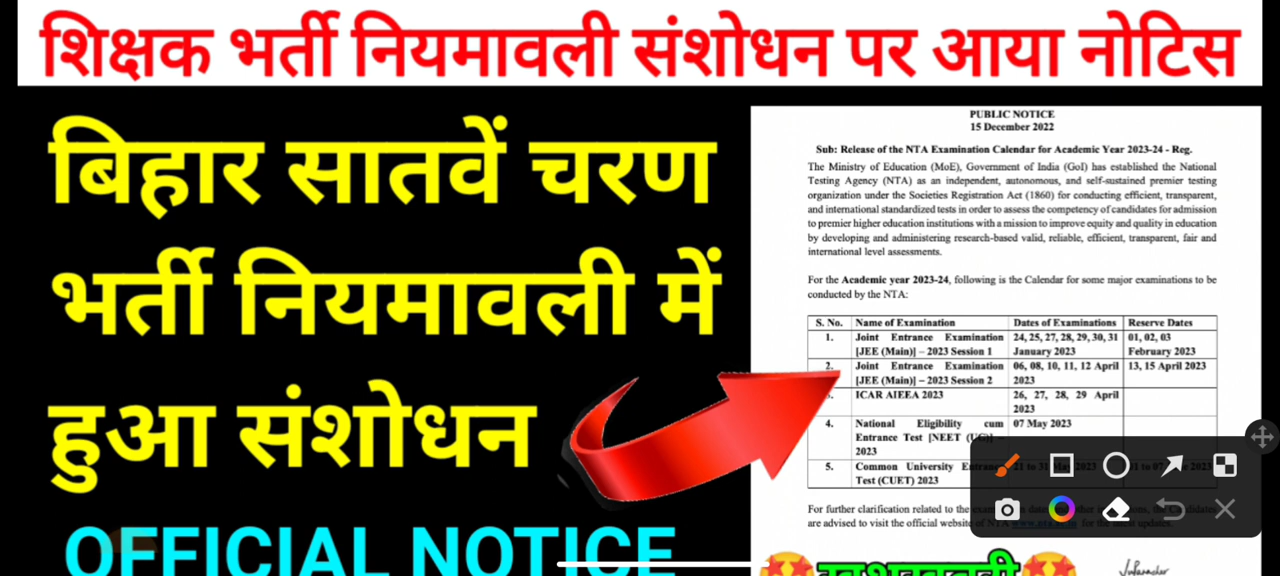 शिक्षक भर्ती नियमावली संशोधन पर आया नोटिस
बिहार सातवें चरण
भर्ती नियमावली में
हुआ संशोधन
OFFICIAL NOTICE
PUBLIC NOTICE
15 December 2022
Sub: Release of the NTA Examination Calendar for Academic Year 2023-24 - Reg.
The Ministry of Education (MoE), Government of India (GoI) has established the National
Testing Agency (NTA) as an independent, autonomous, and self-sustained premier testing
organization under the Societies Registration Act (1860) for conducting efficient, transparent,
and international standardized tests in order to assess the competency of candidates for admission
to premier higher education institutions with a mission to improve equity and quality in education
by developing and administering research-based valid, reliable, efficient, transparent, fair and
international level assessments.
For the Academic year 2023-24, following is the Calendar for some major examinations to be
conducted by the NTA:
S. No. Name of Examination Dates of Examinations Reserve Dates
1. Joint Entrance Examination 24, 25, 27, 28, 29, 30, 31 01, 02, 03
[JEE (Main)] – 2023 Session 1 January 2023 February 2023
2. Joint Entrance Examination 06, 08, 10, 11, 12 April 13, 15 April 2023
[JEE (Main)] – 2023 Session 2 2023
ICAR AIEEA 2023 26, 27, 28, 29 April
2023
4. National Eligibility cum 07 May 2023
Entrance Test [NEET (UG)] –
2023
5. Common University Entrance 21 to 31 May 2023
Test (CUET) 2023
For further clarification related to the
are advised to visit the official website of NTA for the latest updates.